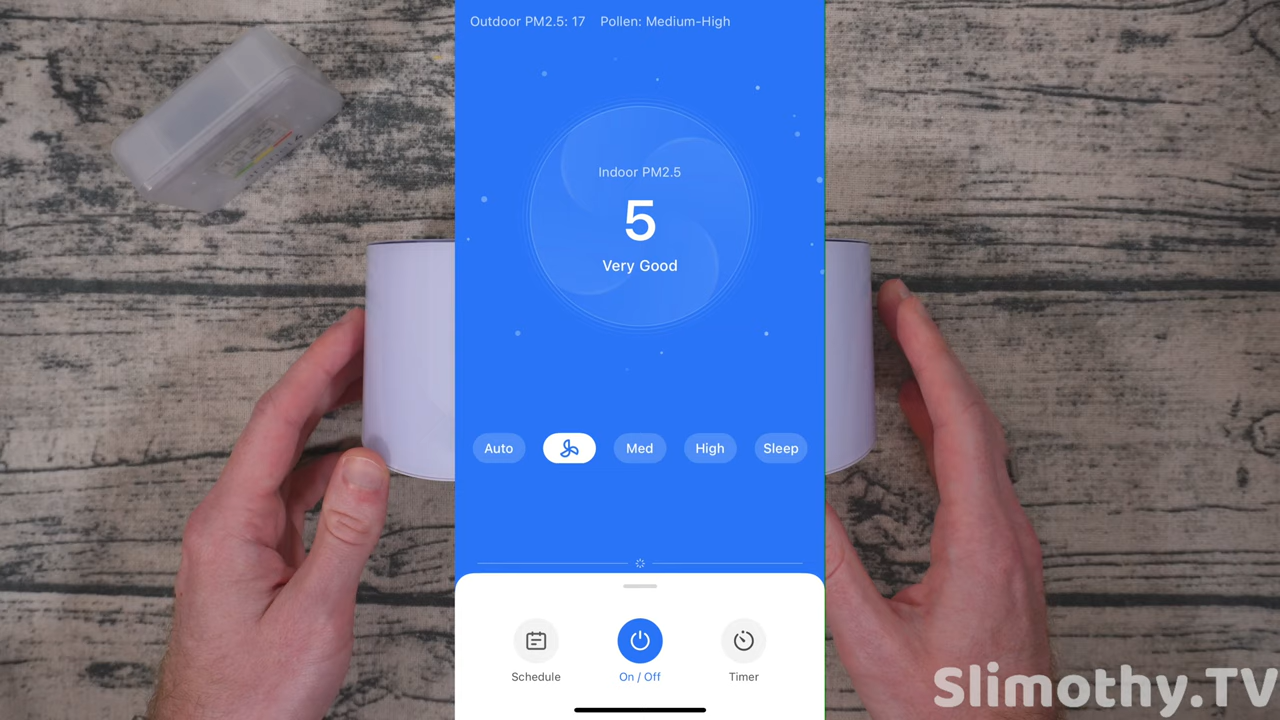 Outdoor PM2.5: 17 Pollen: Medium-High
Indoor PM2.5
5
Very Good
Auto Med High Sleep
Schedule On / Off Timer
Slimothy.TV